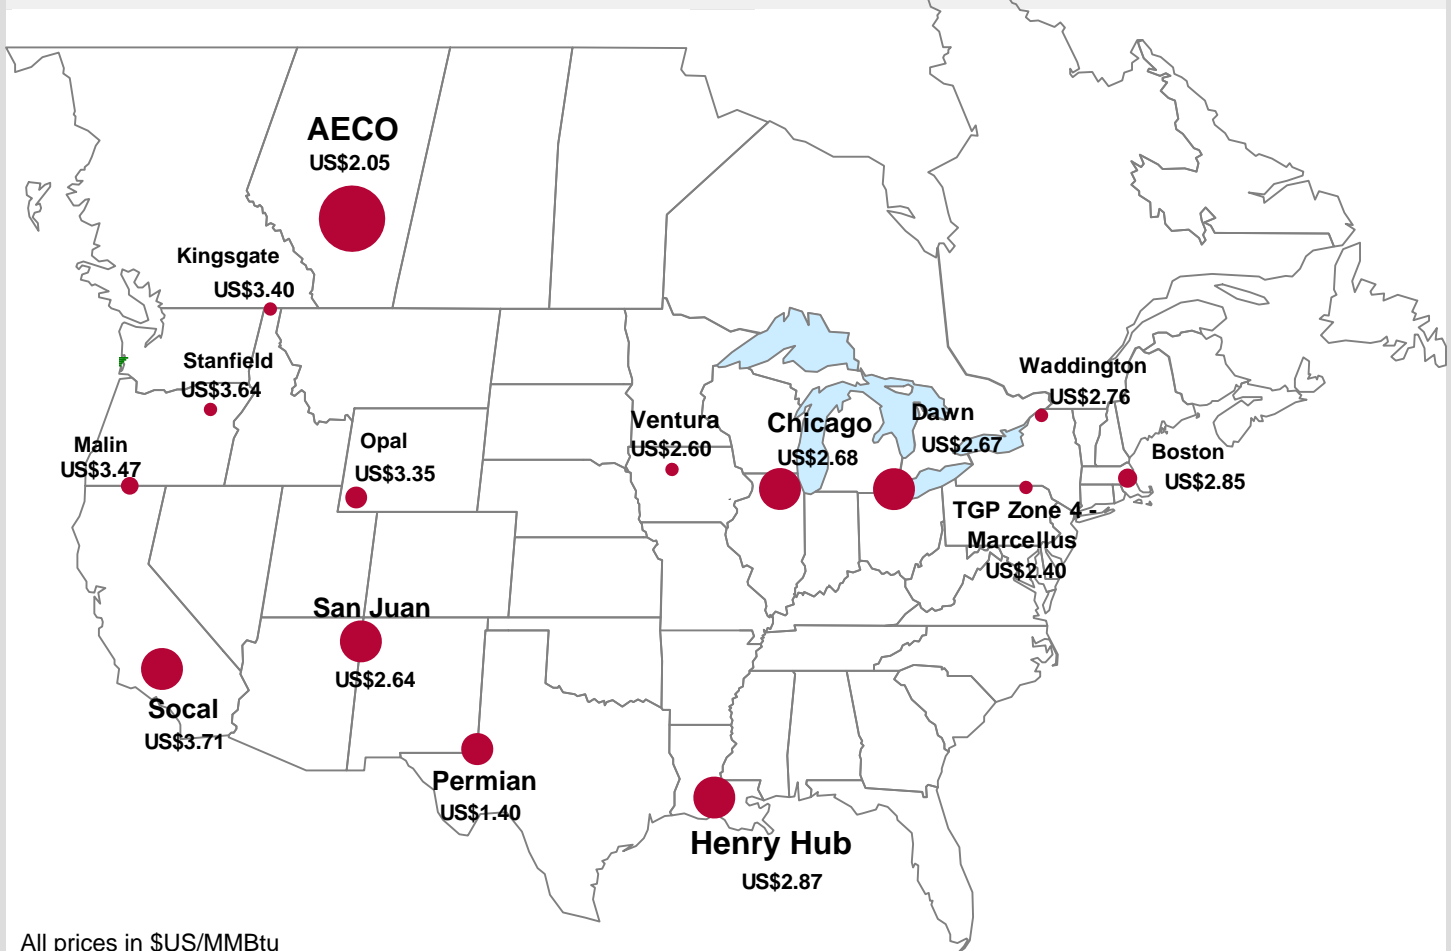 AECO
US$2.05
Kingsgate
US$3.40
Stanfield
US$3.64
Malin
US$3.47
Opal
US$3.35
Ventura
US$2.60
Chicago
US$2.68
Dawn
US$2.67
Waddington
US$2.76
Boston
US$2.85
TGP Zone 4 -
Marcellus
US$2.40
San Juan
US$2.64
Socal
US$3.71
Permian
US$1.40
Henry Hub
US$2.87
All prices in $US/MMBtu